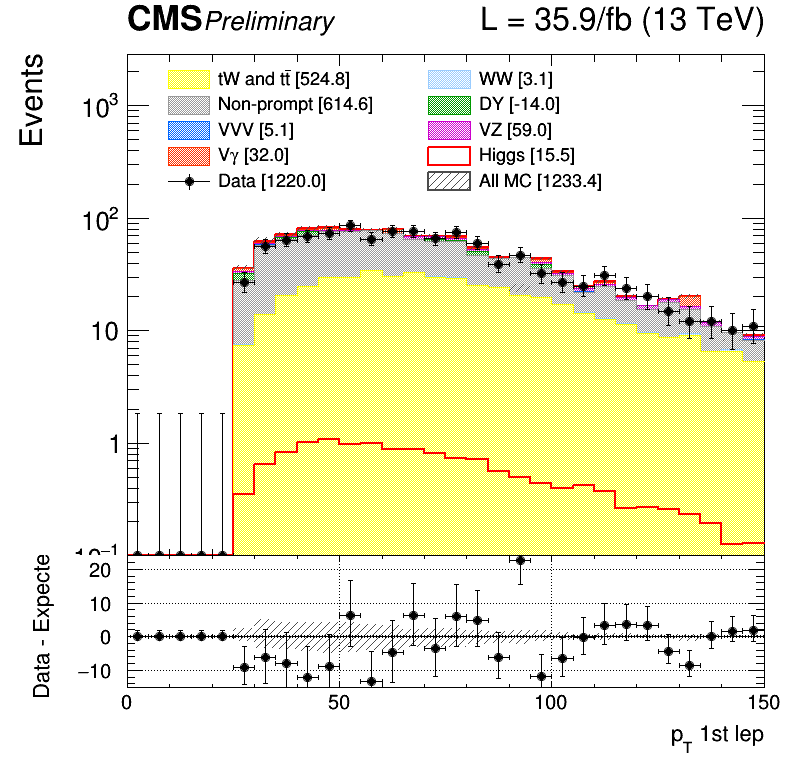 CMS Preliminary L = 35.9/fb (13 TeV)
Events
tW and tt̄ [524.8] WW [3.1]
Non-prompt [614.6] DY [-14.0]
VVV [5.1] VZ [59.0]
Vγ [32.0] Higgs [15.5]
Data [1220.0] All MC [1233.4]
10³
10²
10
1
10⁻¹
Data - Expecte
20
10
0
−10
0 50 100 150
p_T 1st lep